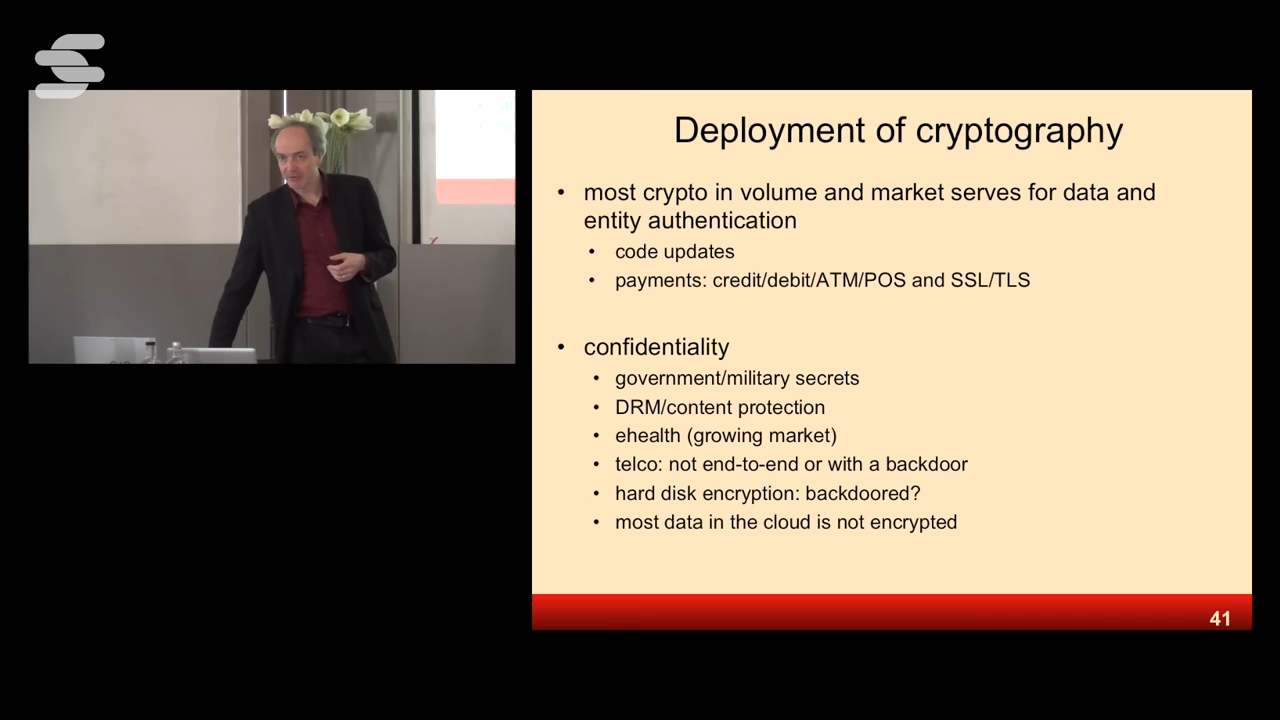 Deployment of cryptography
• most crypto in volume and market serves for data and
entity authentication
• code updates
• payments: credit/debit/ATM/POS and SSL/TLS
• confidentiality
• government/military secrets
• DRM/content protection
• ehealth (growing market)
• telco: not end-to-end or with a backdoor
• hard disk encryption: backdoored?
• most data in the cloud is not encrypted
41